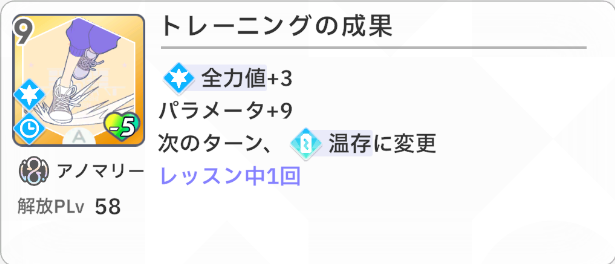 9
トレーニングの成果
全力値+3
パラメータ+9
-5
A
次のターン、温存に変更
アノマリー
レッスン中1回
解放PLv 58